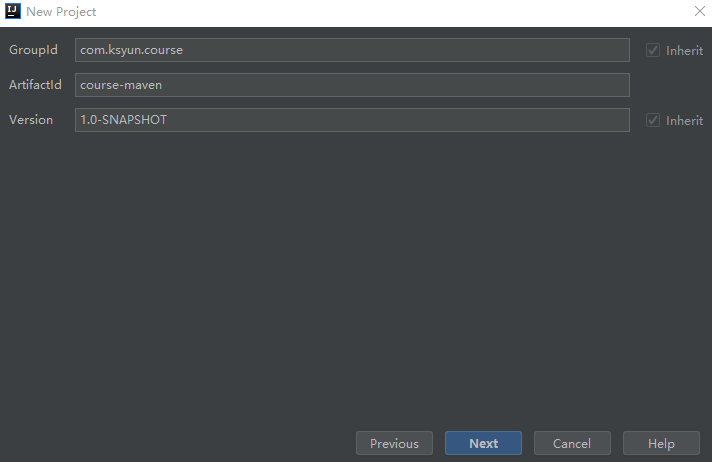 IJ New Project
GroupId com.ksyun.course Inherit
ArtifactId course-maven
Version 1.0-SNAPSHOT Inherit
Previous Next Cancel Help